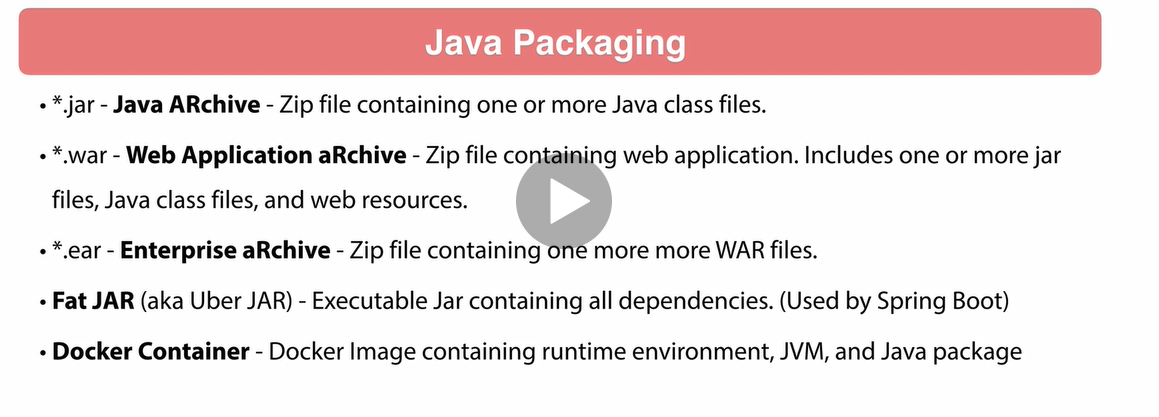 Java Packaging
• *.jar - Java ARchive - Zip file containing one or more Java class files.
• *.war - Web Application aRchive - Zip file containing web application. Includes one or more jar
files, Java class files, and web resources.
• *.ear - Enterprise aRchive - Zip file containing one more more WAR files.
• Fat JAR (aka Uber JAR) - Executable Jar containing all dependencies. (Used by Spring Boot)
• Docker Container - Docker Image containing runtime environment, JVM, and Java package